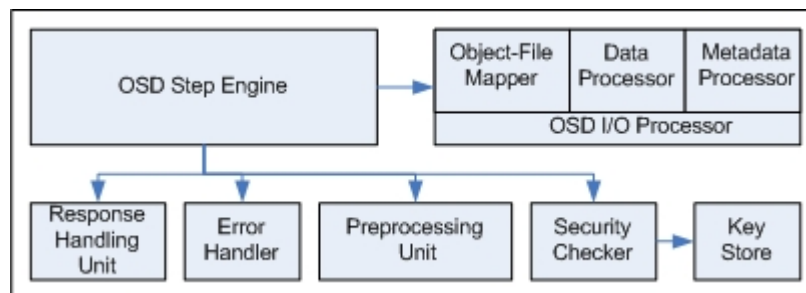 OSD Step Engine
Object-File
Mapper
Data
Processor
Metadata
Processor
OSD I/O Processor
Response
Handling
Unit
Error
Handler
Preprocessing
Unit
Security
Checker
Key
Store